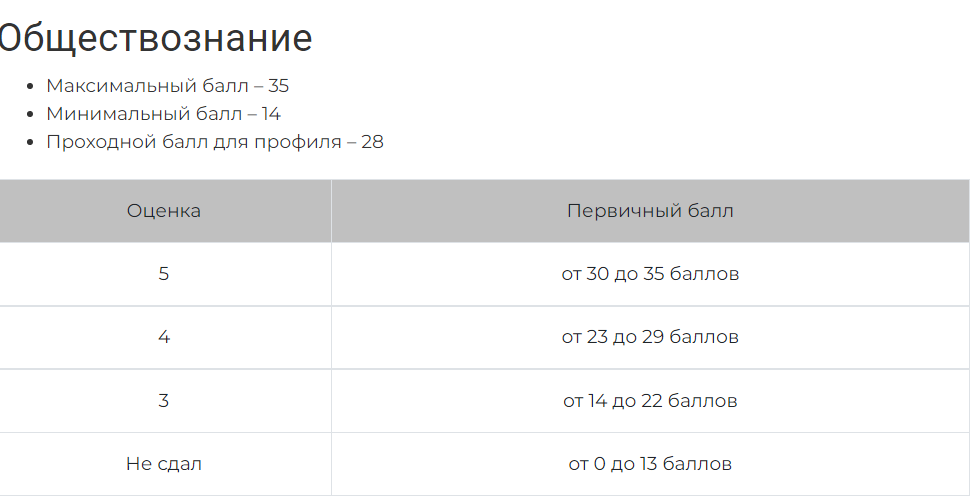 Обществознание
Максимальный балл – 35
Минимальный балл – 14
Проходной балл для профиля – 28
Оценка Первичный балл
5 от 30 до 35 баллов
4 от 23 до 29 баллов
3 от 14 до 22 баллов
Не сдал от 0 до 13 баллов